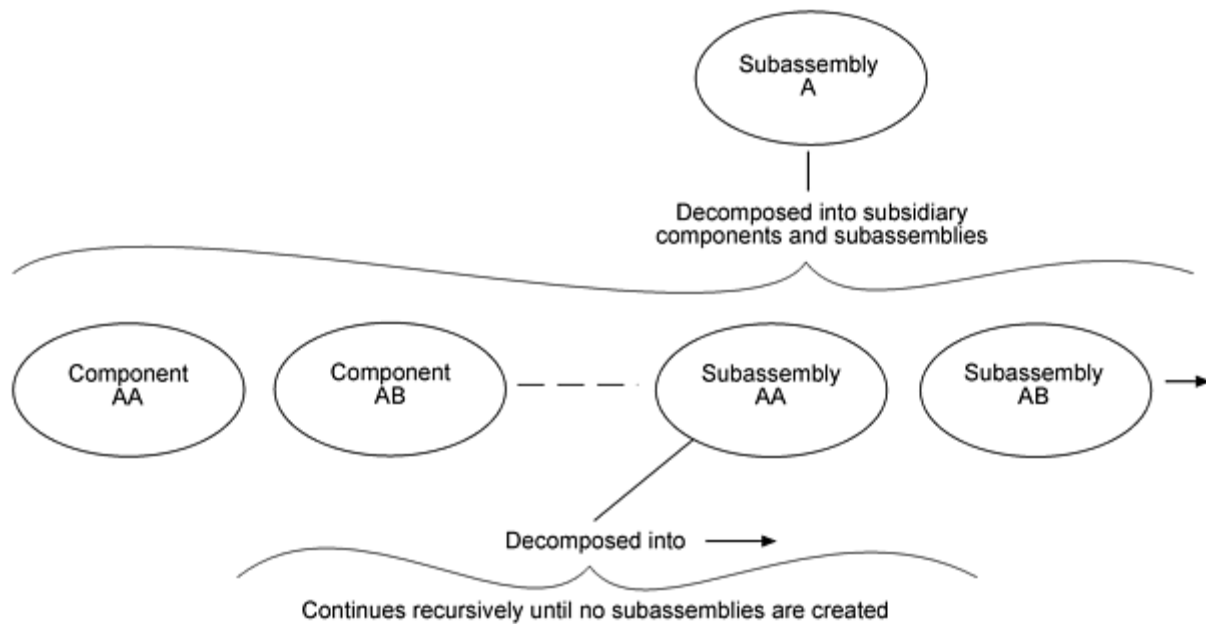 Subassembly
A
Decomposed into subsidiary
components and subassemblies
Component
AA
Component
AB
Subassembly
AA
Subassembly
AB
Decomposed into
Continues recursively until no subassemblies are created